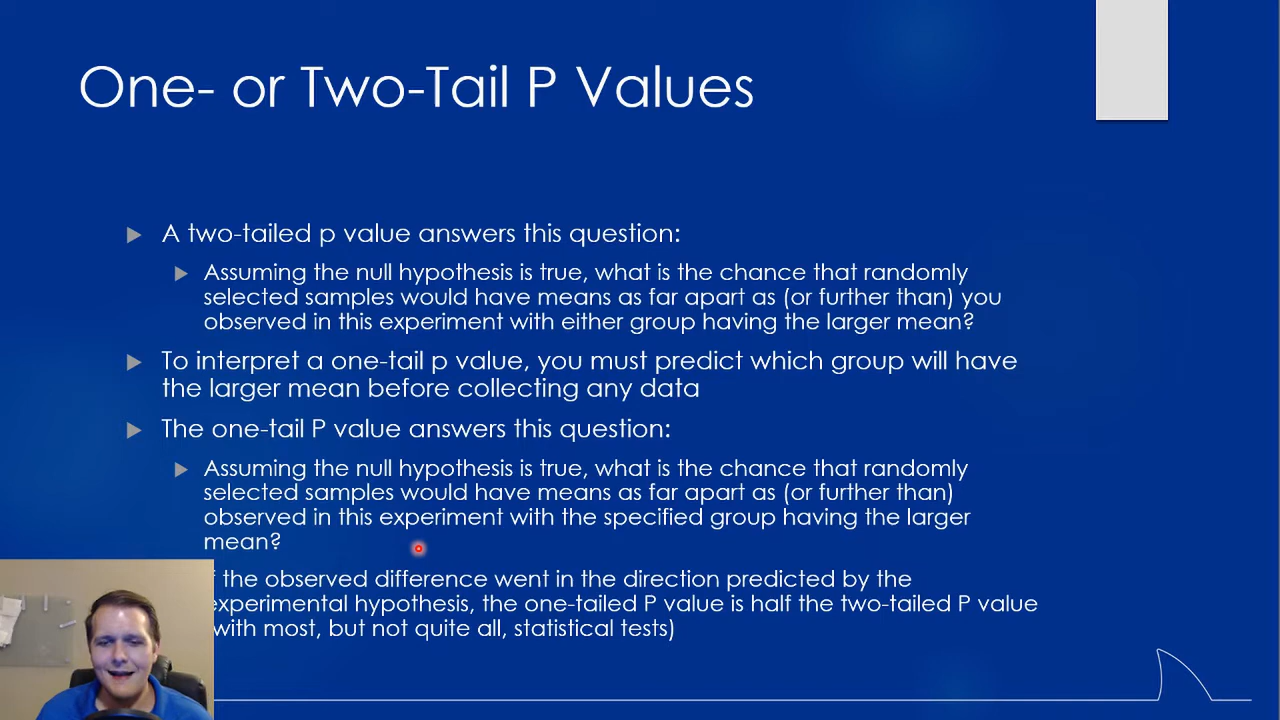 One- or Two-Tail P Values
A two-tailed p value answers this question:
Assuming the null hypothesis is true, what is the chance that randomly
selected samples would have means as far apart as (or further than) you
observed in this experiment with either group having the larger mean?
To interpret a one-tail p value, you must predict which group will have
the larger mean before collecting any data
The one-tail P value answers this question:
Assuming the null hypothesis is true, what is the chance that randomly
selected samples would have means as far apart as (or further than)
observed in this experiment with the specified group having the larger
mean?
the observed difference went in the direction predicted by the
experimental hypothesis, the one-tailed P value is half the two-tailed P value
with most, but not quite all, statistical tests)